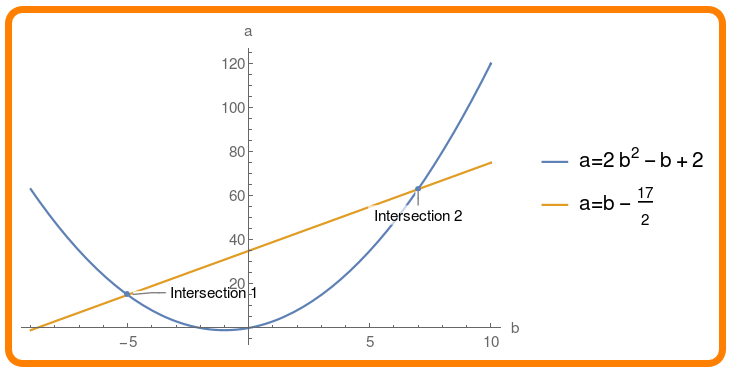 a
120
100
80
60
40
20
−5
5
10
b
Intersection 1
Intersection 2
a=2 b² − b + 2
a=b − 17/2